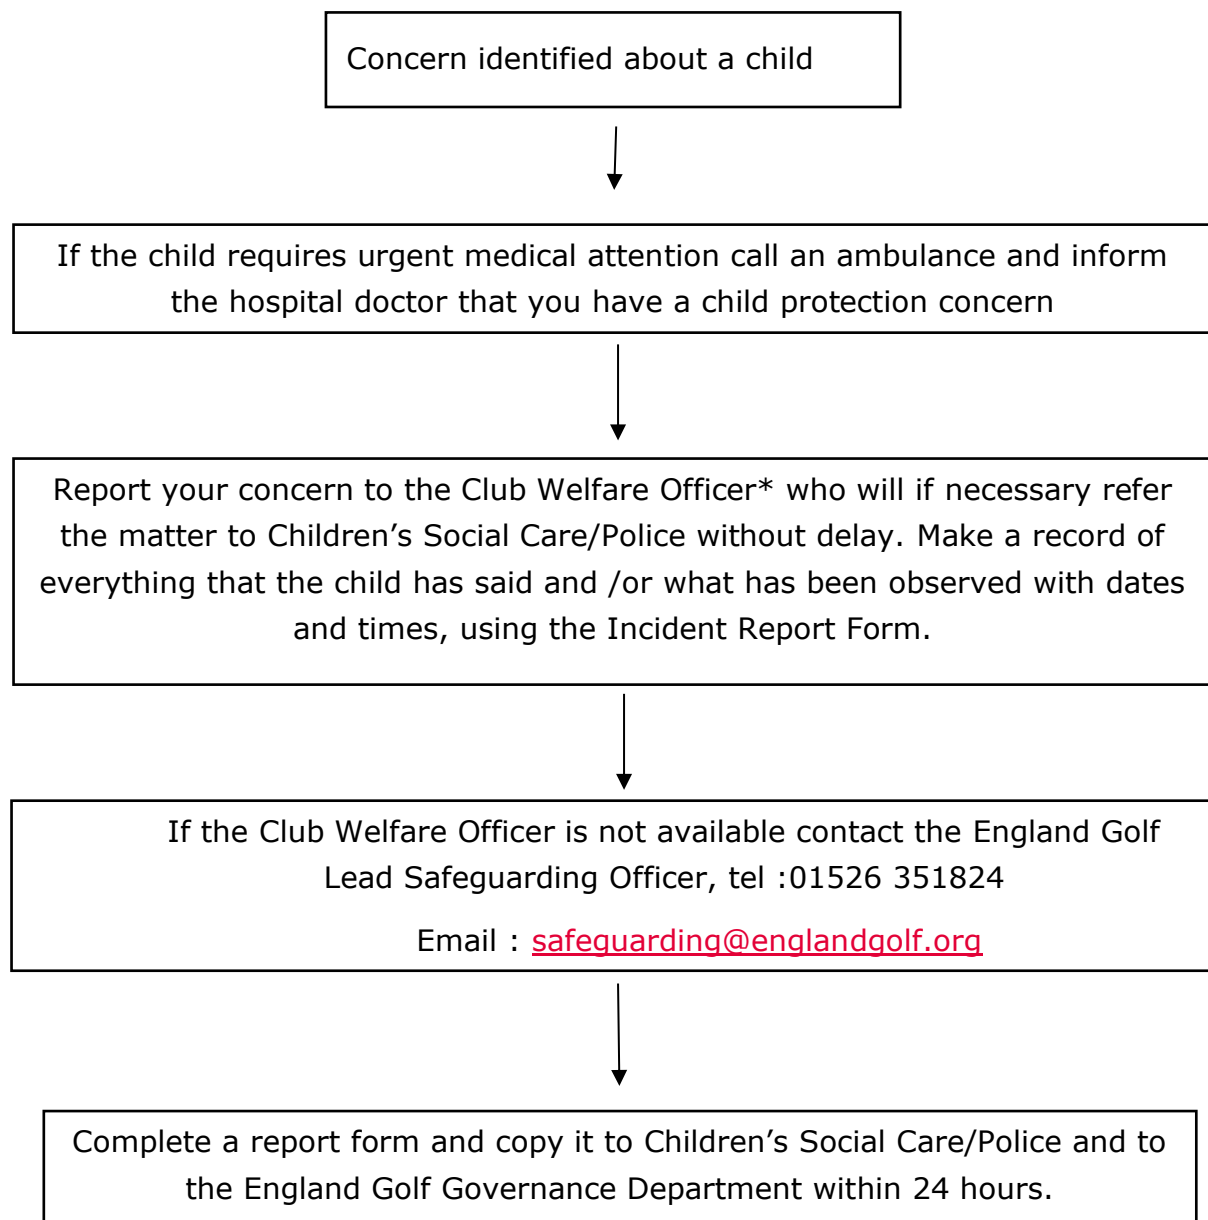 Concern identified about a child
If the child requires urgent medical attention call an ambulance and inform
the hospital doctor that you have a child protection concern
Report your concern to the Club Welfare Officer* who will if necessary refer
the matter to Children’s Social Care/Police without delay. Make a record of
everything that the child has said and /or what has been observed with dates
and times, using the Incident Report Form.
If the Club Welfare Officer is not available contact the England Golf
Lead Safeguarding Officer, tel :01526 351824
Email : safeguarding@englandgolf.org
Complete a report form and copy it to Children’s Social Care/Police and to
the England Golf Governance Department within 24 hours.